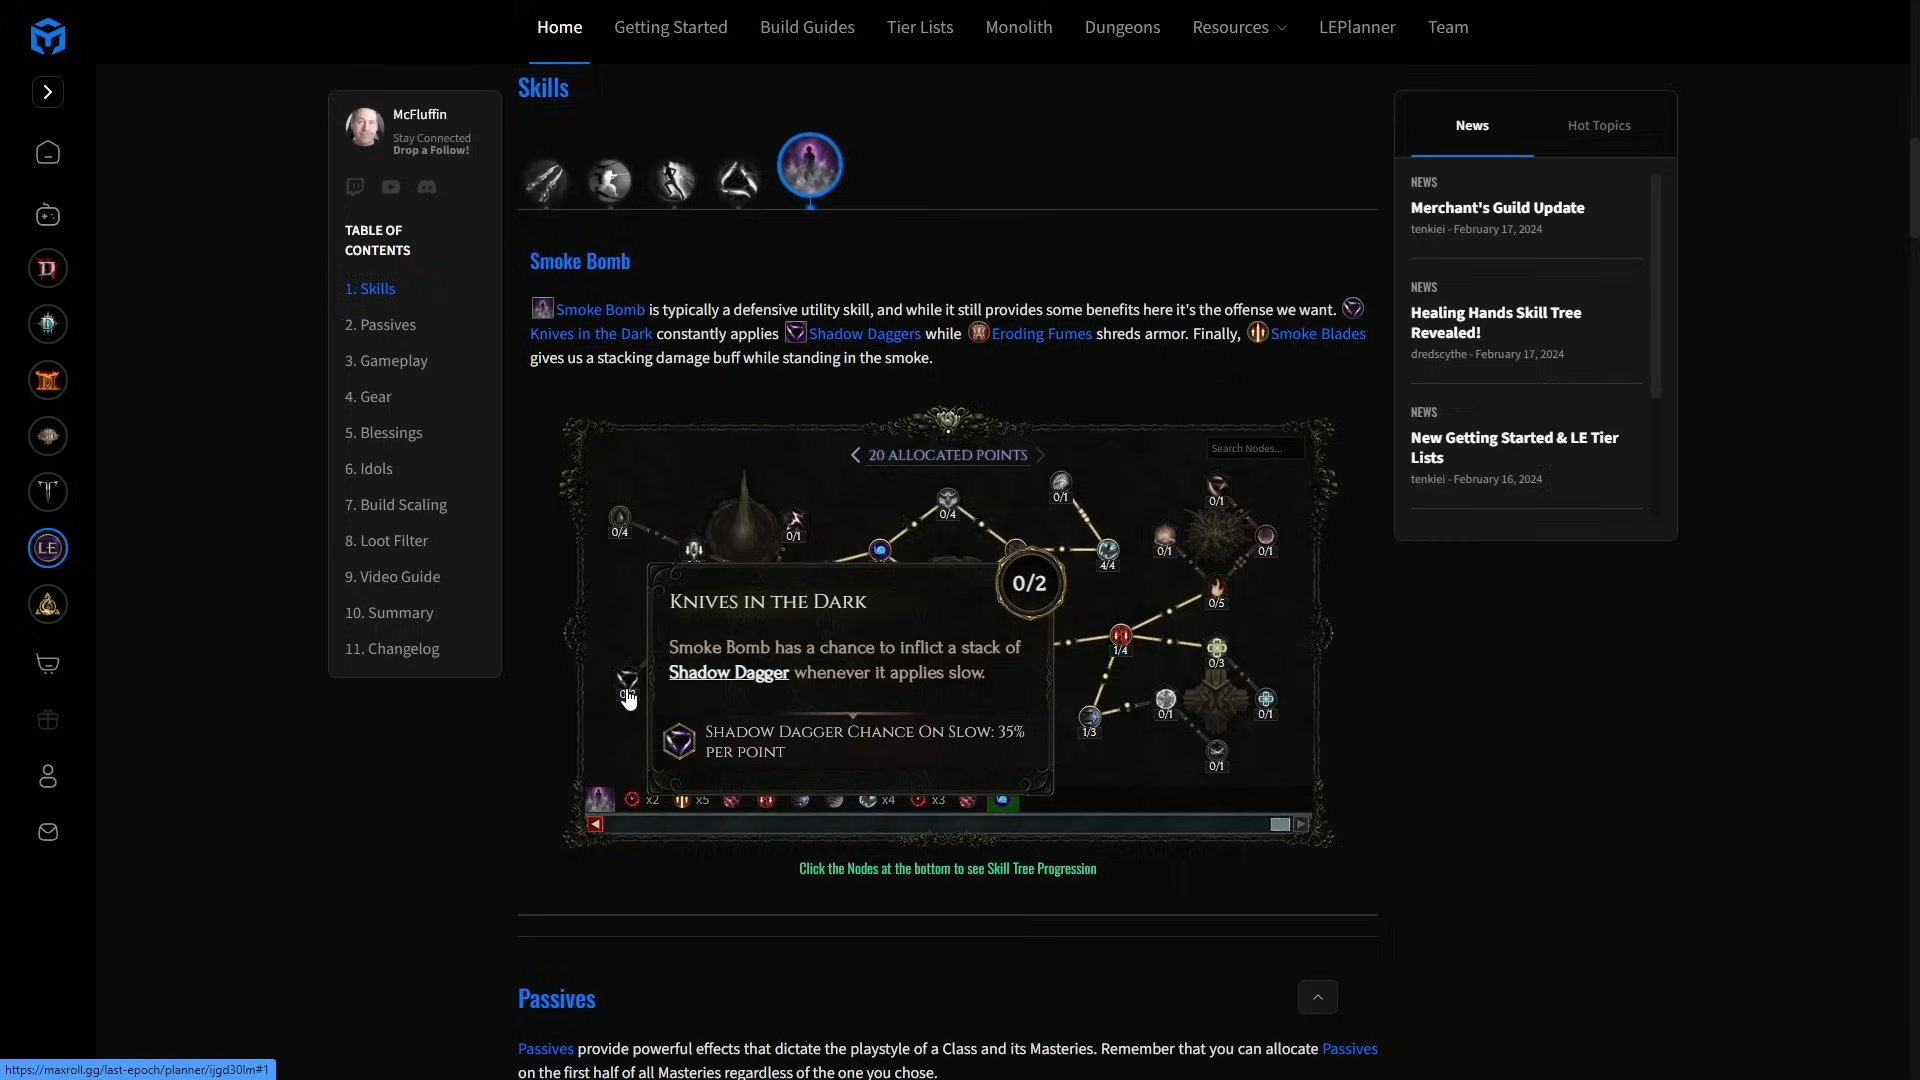 Home
Getting Started
Build Guides
Tier Lists
Monolith
Dungeons
Resources
LEPlanner
Team
McFluffin
Stay Connected
Drop a Follow!
TABLE OF
CONTENTS
1. Skills
2. Passives
3. Gameplay
4. Gear
5. Blessings
6. Idols
7. Build Scaling
8. Loot Filter
9. Video Guide
10. Summary
11. Changelog
Skills
Smoke Bomb
Smoke Bomb is typically a defensive utility skill, and while it still provides some benefits here it's the offense we want.
Knives in the Dark constantly applies Shadow Daggers while Eroding Fumes shreds armor. Finally, Smoke Blades
gives us a stacking damage buff while standing in the smoke.
20 ALLOCATED POINTS
Search Nodes...
0/1
0/1
0/4
0/4
0/1
0/1
0/1
4/4
0/5
1/4
0/3
0/1
0/1
1/3
0/1
KNIVES IN THE DARK
0/2
Smoke Bomb has a chance to inflict a stack of
Shadow Dagger whenever it applies slow.
SHADOW DAGGER CHANCE ON SLOW: 35%
PER POINT
x2
x5
x4
x3
Click the Nodes at the bottom to see Skill Tree Progression
Passives
Passives provide powerful effects that dictate the playstyle of a Class and its Masteries. Remember that you can allocate Passives
on the first half of all Masteries regardless of the one you chose.
News
Hot Topics
NEWS
Merchant's Guild Update
tenkiei - February 17, 2024
NEWS
Healing Hands Skill Tree
Revealed!
dredscythe - February 17, 2024
NEWS
New Getting Started & LE Tier
Lists
tenkiei - February 16, 2024
LE
https://maxroll.gg/last-epoch/planner/ijgd30lm#1